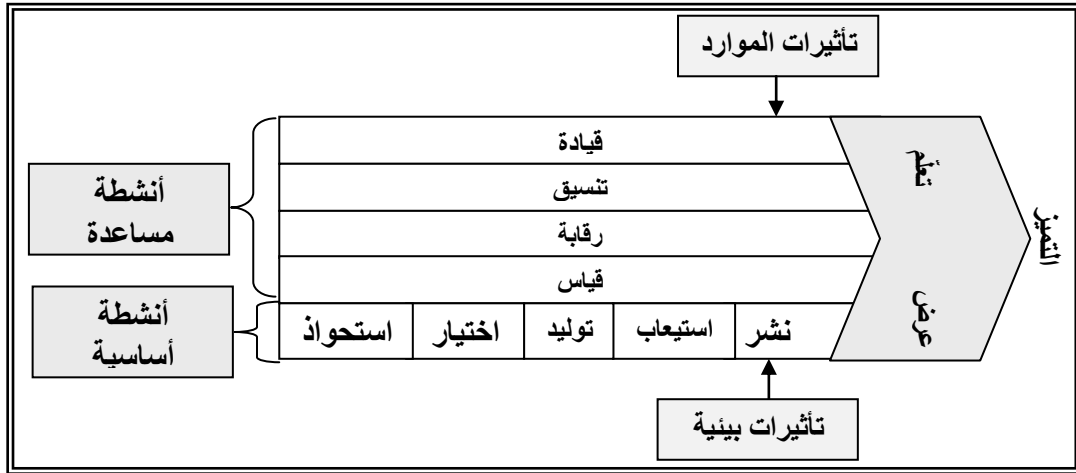 تأثيرات الموارد
قيادة
تنسيق
رقابة
قياس
أنشطة
مساعدة
أنشطة
أساسية
استحواذ
اختيار
توليد
استيعاب
نشر
تعلّم
عرض
التميز
تأثيرات بيئية